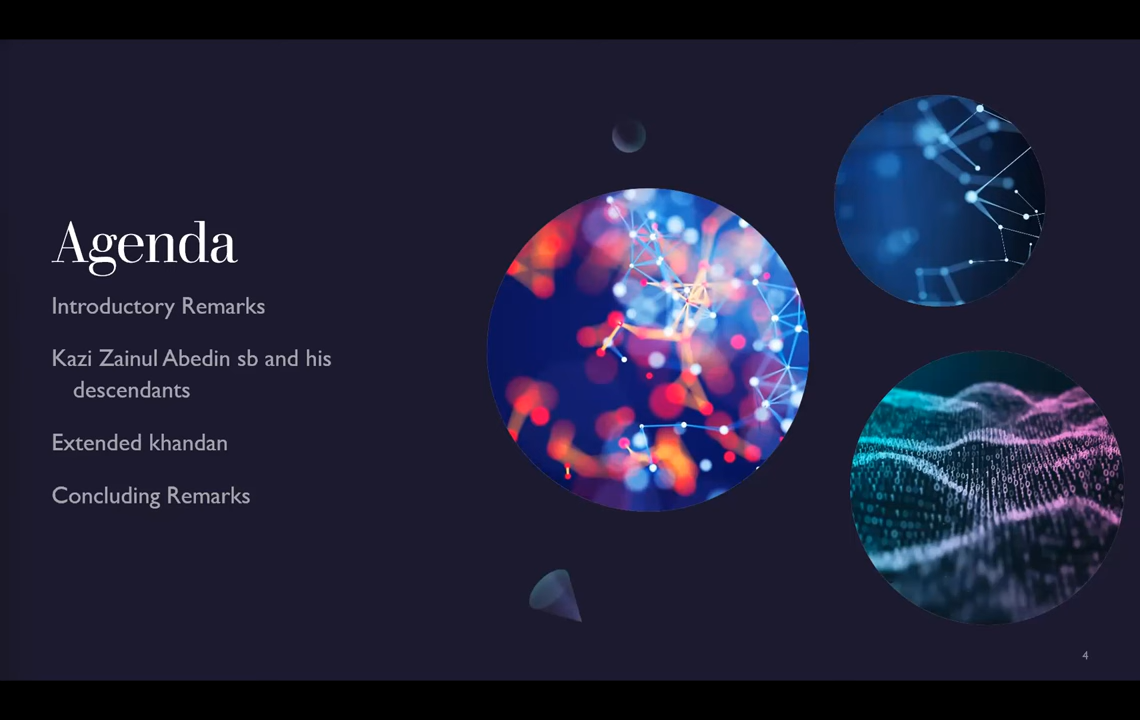 Agenda
Introductory Remarks
Kazi Zainul Abedin sb and his
descendants
Extended khandan
Concluding Remarks
4